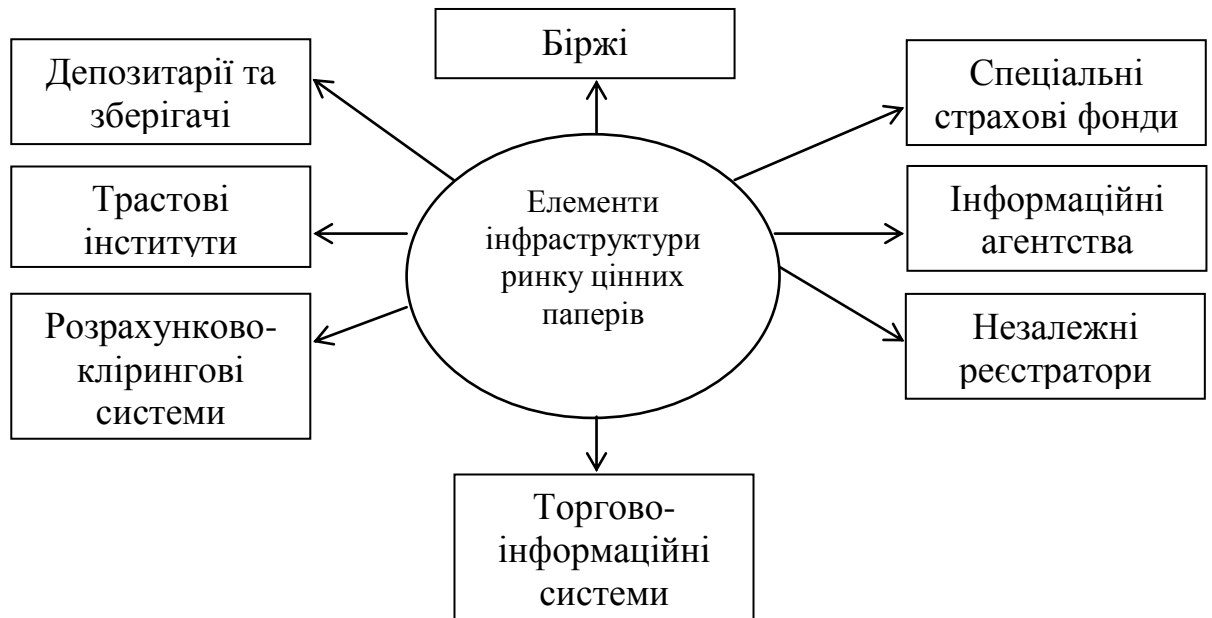 Біржі
Депозитарії та
зберігачі
Спеціальні
страхові фонди
Трастові
інститути
Елементи
інфраструктури
ринку цінних
паперів
Інформаційні
агентства
Розрахунково-
клірингові
системи
Незалежні
реєстратори
Торгово-
інформаційні
системи